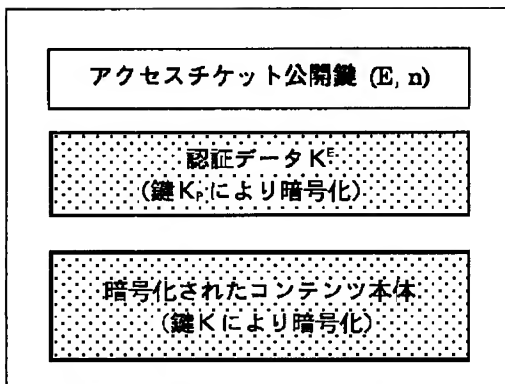 アクセスチケット公開鍵 (E, n)
認証データ K^E
(鍵 K_P により暗号化)
暗号化されたコンテンツ本体
(鍵 K により暗号化)